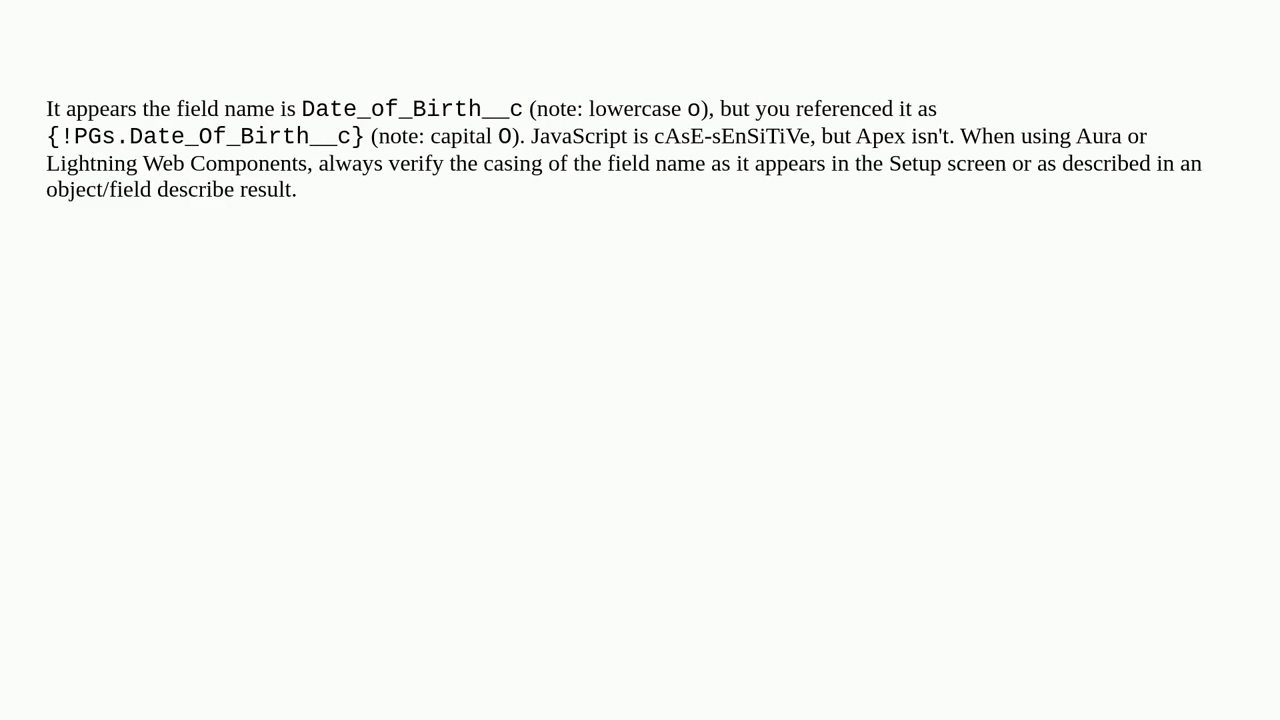 It appears the field name is Date_of_Birth__c (note: lowercase o), but you referenced it as
{!PGs.Date_Of_Birth__c} (note: capital O). JavaScript is cAsE-sEnSiTiVe, but Apex isn't. When using Aura or
Lightning Web Components, always verify the casing of the field name as it appears in the Setup screen or as described in an
object/field describe result.